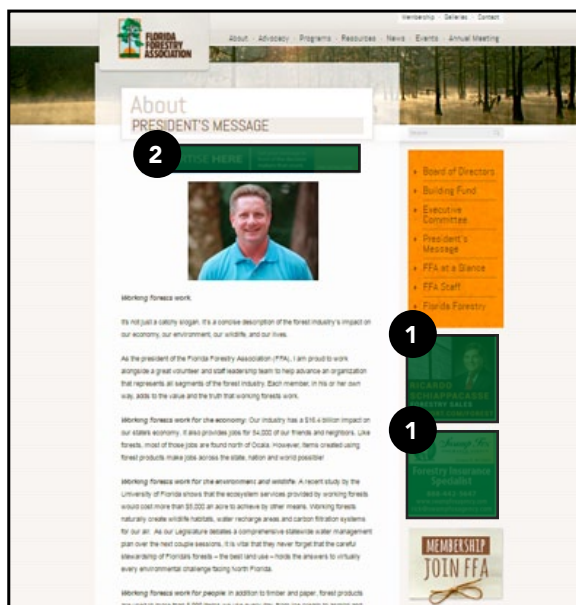 Membership · Galleries · Contact
FLORIDA
FORESTRY
ASSOCIATION
About · Advocacy · Programs · Resources · News · Events · Annual Meeting
About
PRESIDENT'S MESSAGE
Search
2
TISE HERE
Board of Directors
Building Fund
Executive
Committee
President's
Message
FFA at a Glance
FFA Staff
Florida Forestry
Working forests work.
It's not just a catchy slogan. It's a concise description of the forest industry's impact on
our economy, our environment, our wildlife, and our lives.
As the president of the Florida Forestry Association (FFA), I am proud to work
alongside a great volunteer and staff leadership team to help advance an organization
that represents all segments of the forest industry. Each member, in his or her own
way, adds to the value and the truth that working forests work.
Working forests work for the economy: Our industry has a $16.4 billion impact on
our state's economy. It also provides jobs for 64,000 of our friends and neighbors. Like
forests, most of those jobs are found north of Ocala. However, items created using
forest products make jobs across the state, nation and world possible!
Working forests work for the environment and wildlife: A recent study by the
University of Florida shows that the ecosystem services provided by working forests
would cost more than $5,000 an acre to achieve by other means. Working forests
naturally create wildlife habitats, water recharge areas and carbon filtration systems
for our air. As our Legislature debates a comprehensive statewide water management
plan over the next couple sessions, it is vital that they never forget that the careful
stewardship of Florida's forests – the best land use – holds the answers to virtually
every environmental challenge facing North Florida.
Working forests work for people: In addition to timber and paper, forest products
1
RICARDO
SCHIAPPACASSE
FORESTRY SALES
1
Forestry Insurance
Specialist
MEMBERSHIP
JOIN FFA